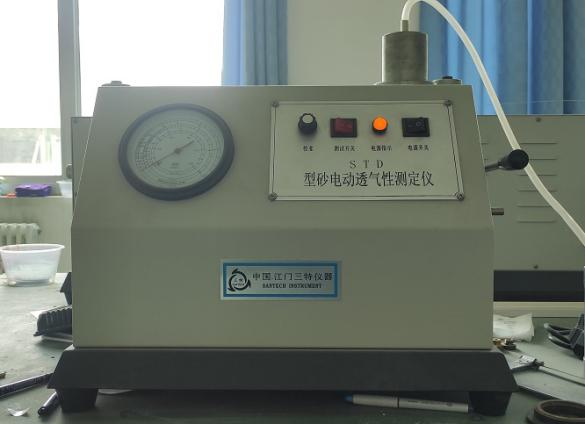 校准 测试开关 电源指示 电源开关
STD
型砂电动透气性测定仪
中国.江门三特仪器
SANTECH INSTRUMENT